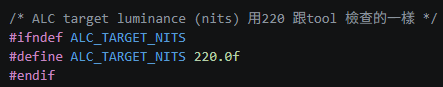 /* ALC target luminance (nits) 用220 跟tool 檢查的一樣 */
#ifndef ALC_TARGET_NITS
#define ALC_TARGET_NITS 220.0f
#endif